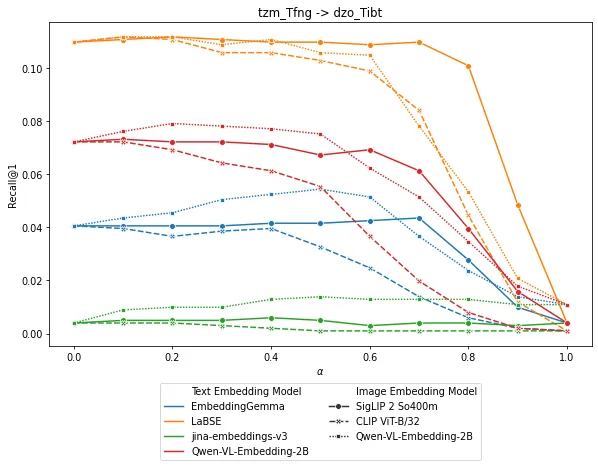 tzm_Tfng -> dzo_Tibt
Recall@1
0.10
0.08
0.06
0.04
0.02
0.00
0.0 0.2 0.4 0.6 0.8 1.0
α
Text Embedding Model
EmbeddingGemma
LaBSE
jina-embeddings-v3
Qwen-VL-Embedding-2B
Image Embedding Model
SigLIP 2 So400m
CLIP ViT-B/32
Qwen-VL-Embedding-2B